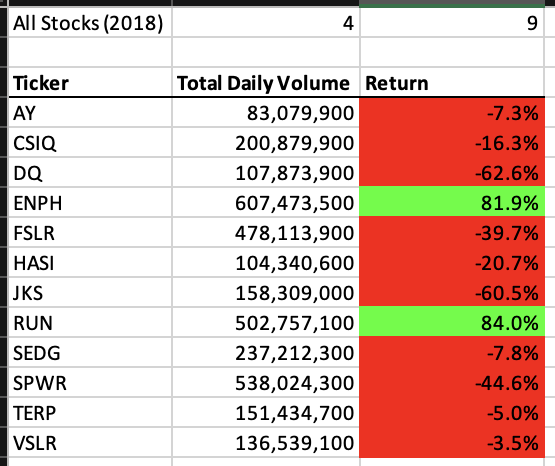 All Stocks (2018) 4 9
Ticker Total Daily Volume Return
AY 83,079,900 -7.3%
CSIQ 200,879,900 -16.3%
DQ 107,873,900 -62.6%
ENPH 607,473,500 81.9%
FSLR 478,113,900 -39.7%
HASI 104,340,600 -20.7%
JKS 158,309,000 -60.5%
RUN 502,757,100 84.0%
SEDG 237,212,300 -7.8%
SPWR 538,024,300 -44.6%
TERP 151,434,700 -5.0%
VSLR 136,539,100 -3.5%